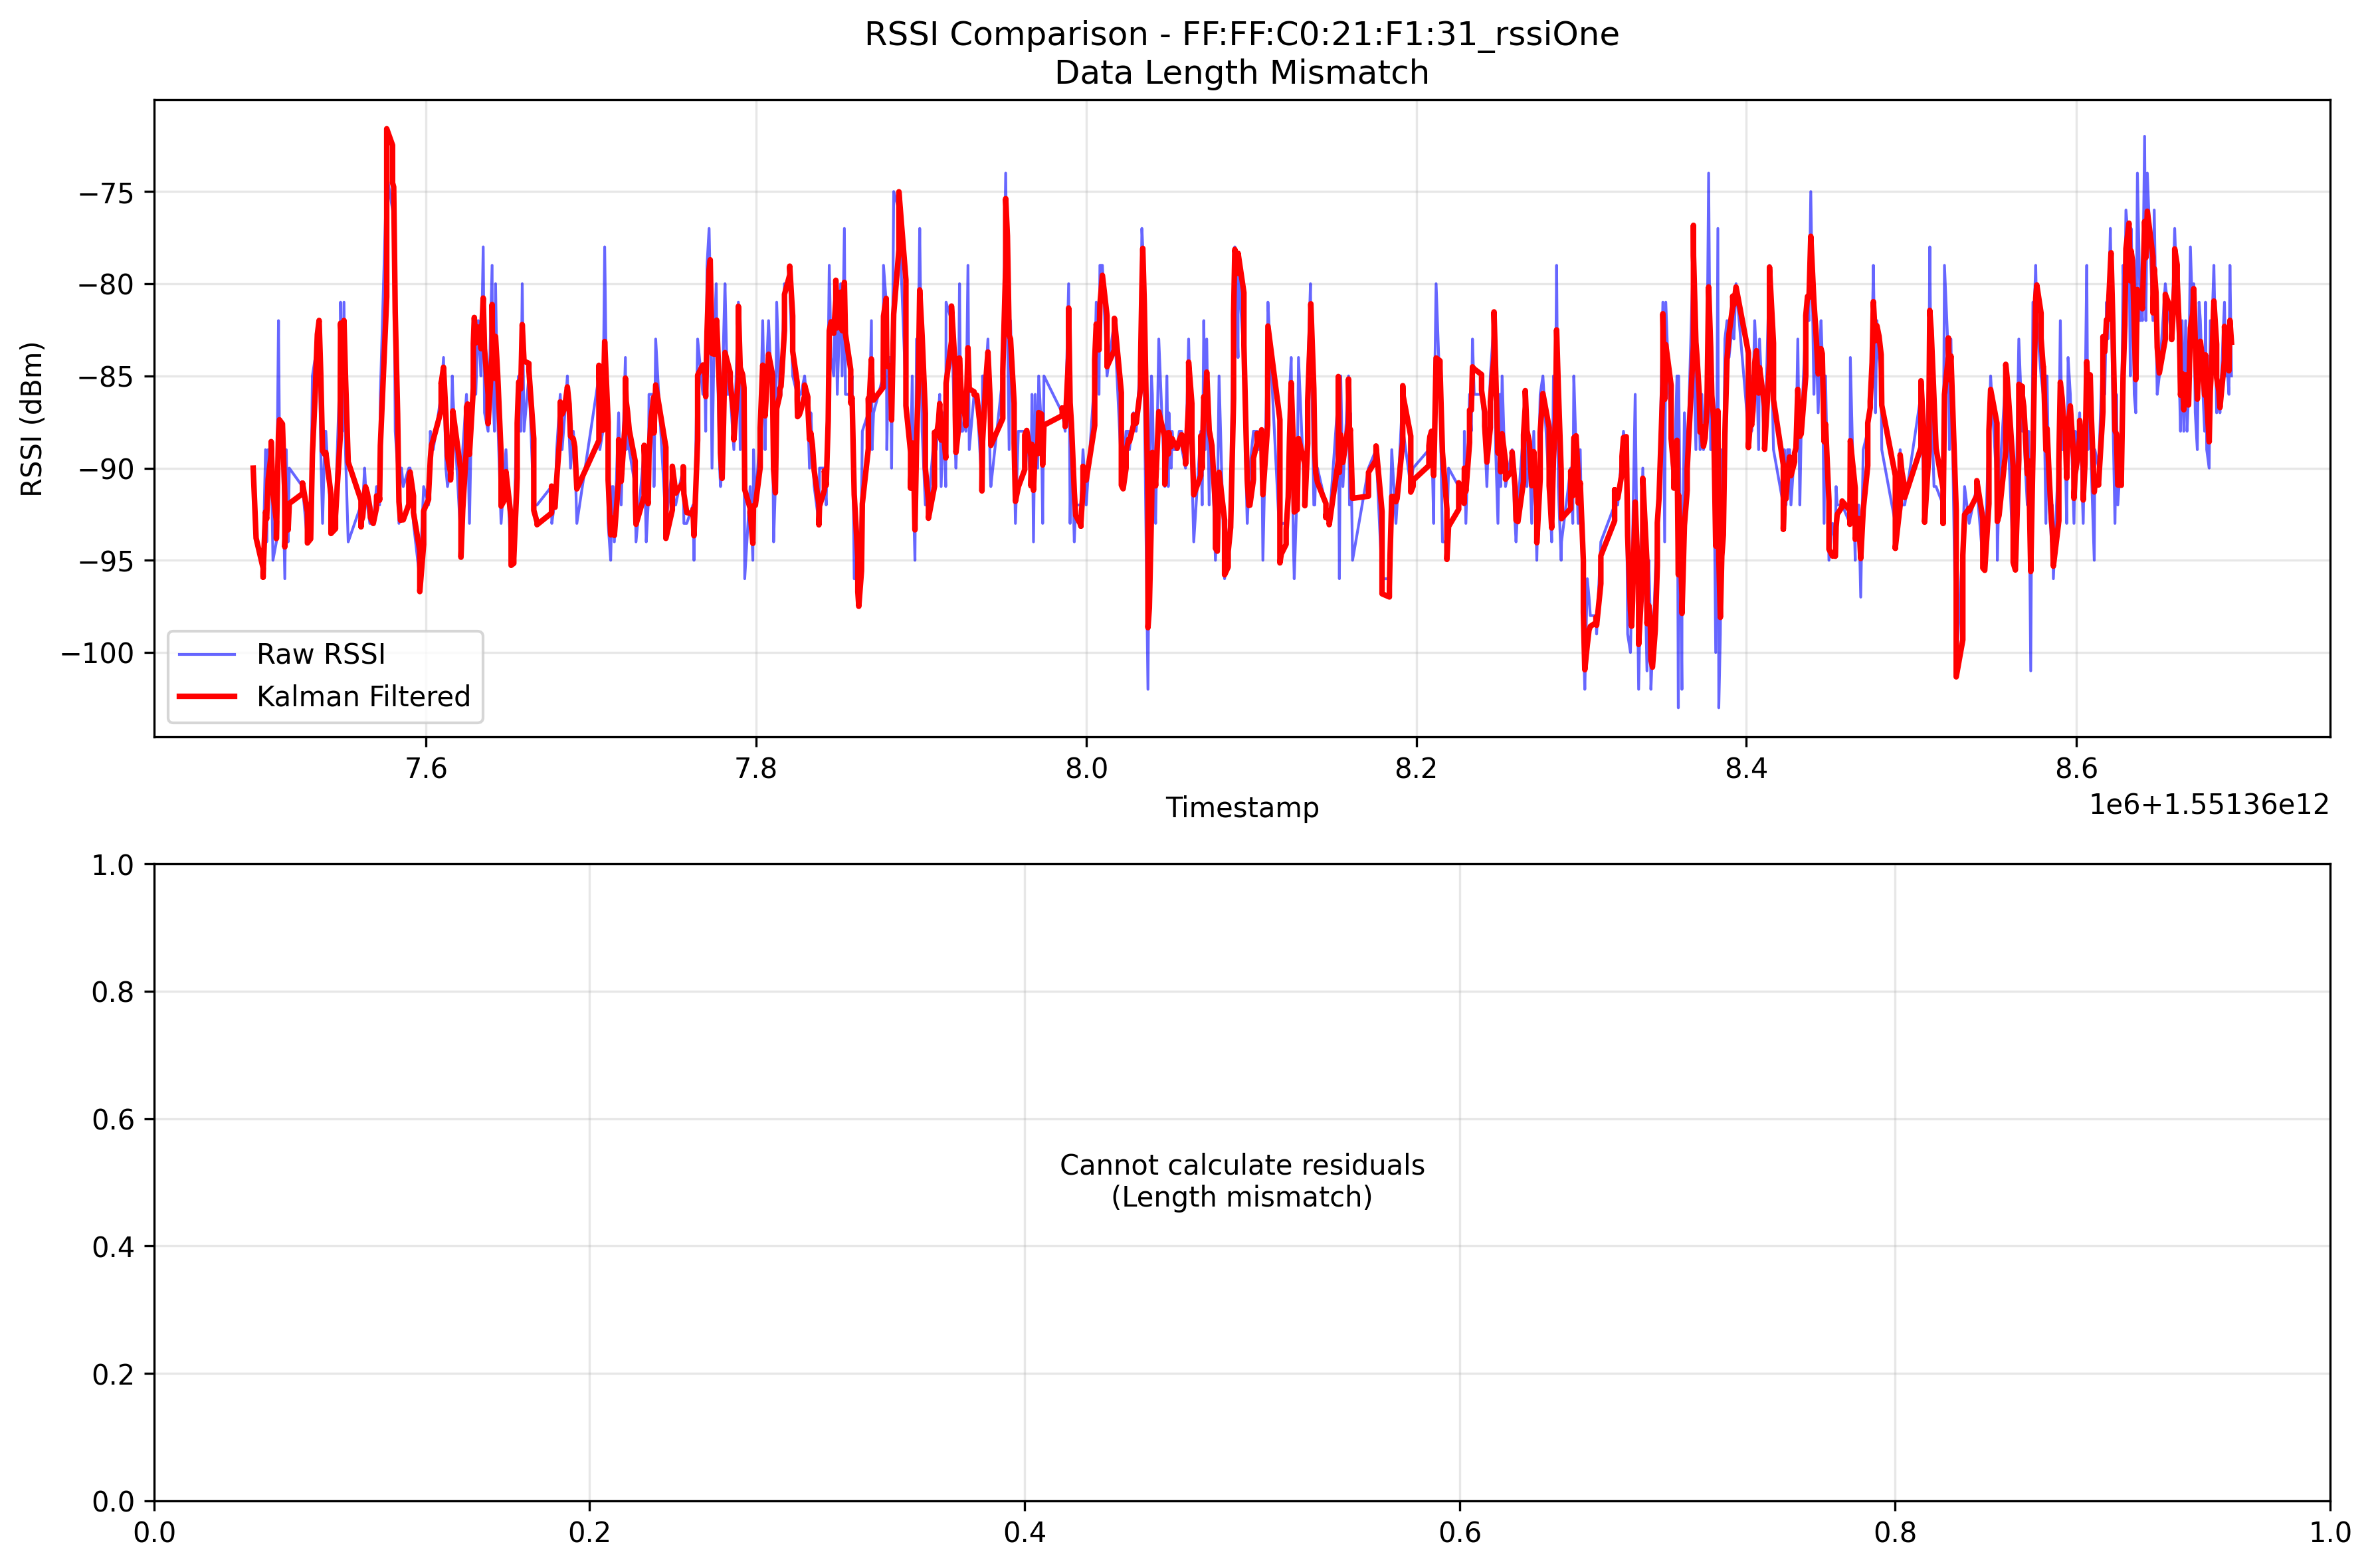 RSSI Comparison - FF:FF:C0:21:F1:31_rssiOne
Data Length Mismatch
RSSI (dBm)
−75
−80
−85
−90
−95
−100
Raw RSSI
Kalman Filtered
7.6
7.8
8.0
8.2
8.4
8.6
Timestamp
1e6+1.55136e12
1.0
0.8
0.6
0.4
0.2
0.0
Cannot calculate residuals
(Length mismatch)
0.0
0.2
0.4
0.6
0.8
1.0